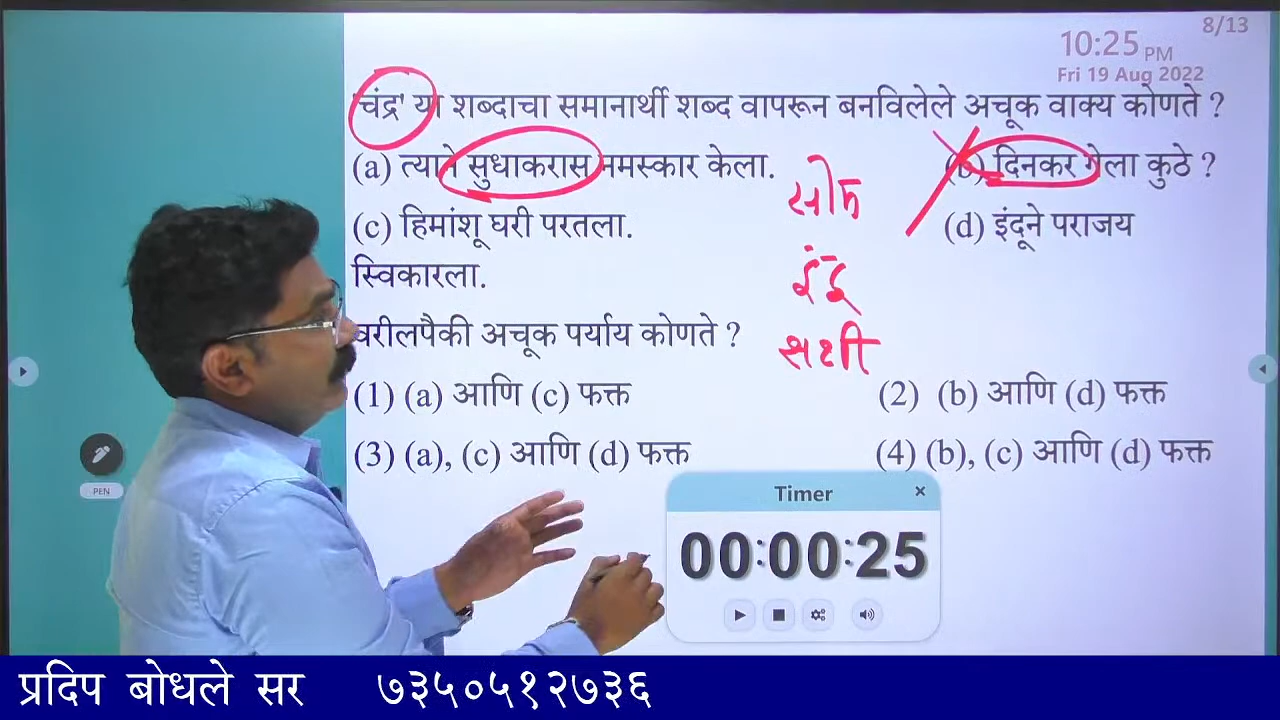 8/13
10:25 PM
Fri 19 Aug 2022
'चंद्र' या शब्दाचा समानार्थी शब्द वापरून बनविलेले अचूक वाक्य कोणते ?
(a) त्याने सुधाकरास नमस्कार केला. (b) दिनकर गेला कुठे ?
सोम
(c) हिमांशू घरी परतला. (d) इंदूने पराजय
स्विकारला.
इंदू
वरीलपैकी अचूक पर्याय कोणते ?
शशी
(1) (a) आणि (c) फक्त (2) (b) आणि (d) फक्त
(3) (a), (c) आणि (d) फक्त (4) (b), (c) आणि (d) फक्त
PEN
Timer
00:00:25
प्रदिप बोधले सर ७३५०५१२७३६